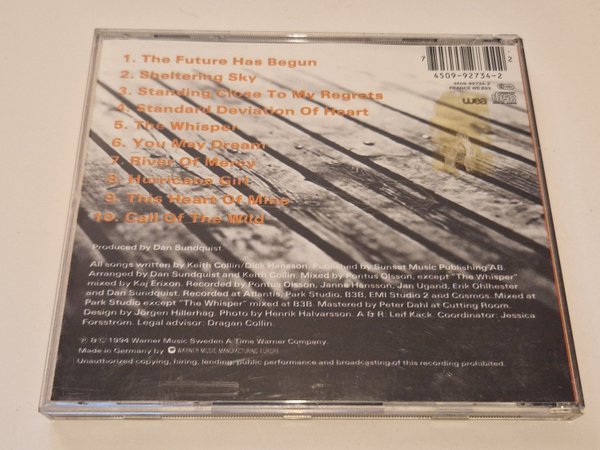 1. The Future Has Begun
2. Sheltering Sky
3. Standing Close To My Regrets
4. Standard Deviation Of Heart
5. The Whisper
6. You May Dream
7. River Of Mercy
8. Hurricane Girl
9. This Heart Of Mine
10. Call Of The Wild
7 2
4509-92734-2
4509-92734-2
FRANCE WE 833
wea
Produced by Dan Sundquist
All songs written by Keith Collin/Dick Hansson. Published by Sunset Music Publishing AB.
Arranged by Dan Sundquist and Keith Collin. Mixed by Pontus Olsson, except "The Whisper"
mixed by Kaj Erixon. Recorded by Pontus Olsson, Janne Hansson, Jan Ugand, Erik Ohlhester
and Dan Sundquist. Recorded at Atlantis, Park Studio, B3B, EMI Studio 2 and Cosmos. Mixed at
Park Studio except "The Whisper" mixed at B3B. Mastered by Peter Dahl at Cutting Room.
Design by Jörgen Hillerhag. Photo by Henrik Halvarsson. A & R: Leif Käck. Coordinator: Jessica
Forsström. Legal advisor: Dragan Collin.
℗ & © 1994 Warner Music Sweden A Time Warner Company.
Made in Germany by WARNER MUSIC MANUFACTURING EUROPE
Unauthorized copying, hiring, lending, public performance and broadcasting of this recording prohibited.